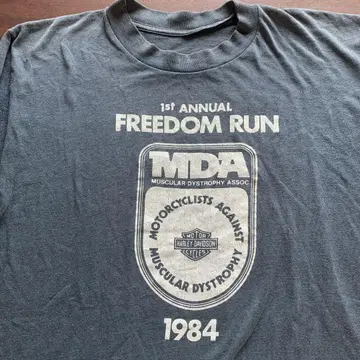 1st ANNUAL
FREEDOM RUN
MDA
MUSCULAR DYSTROPHY ASSOC.
MOTORCYCLISTS AGAINST
MOTOR
HARLEY-DAVIDSON
CYCLES
MUSCULAR DYSTROPHY
1984